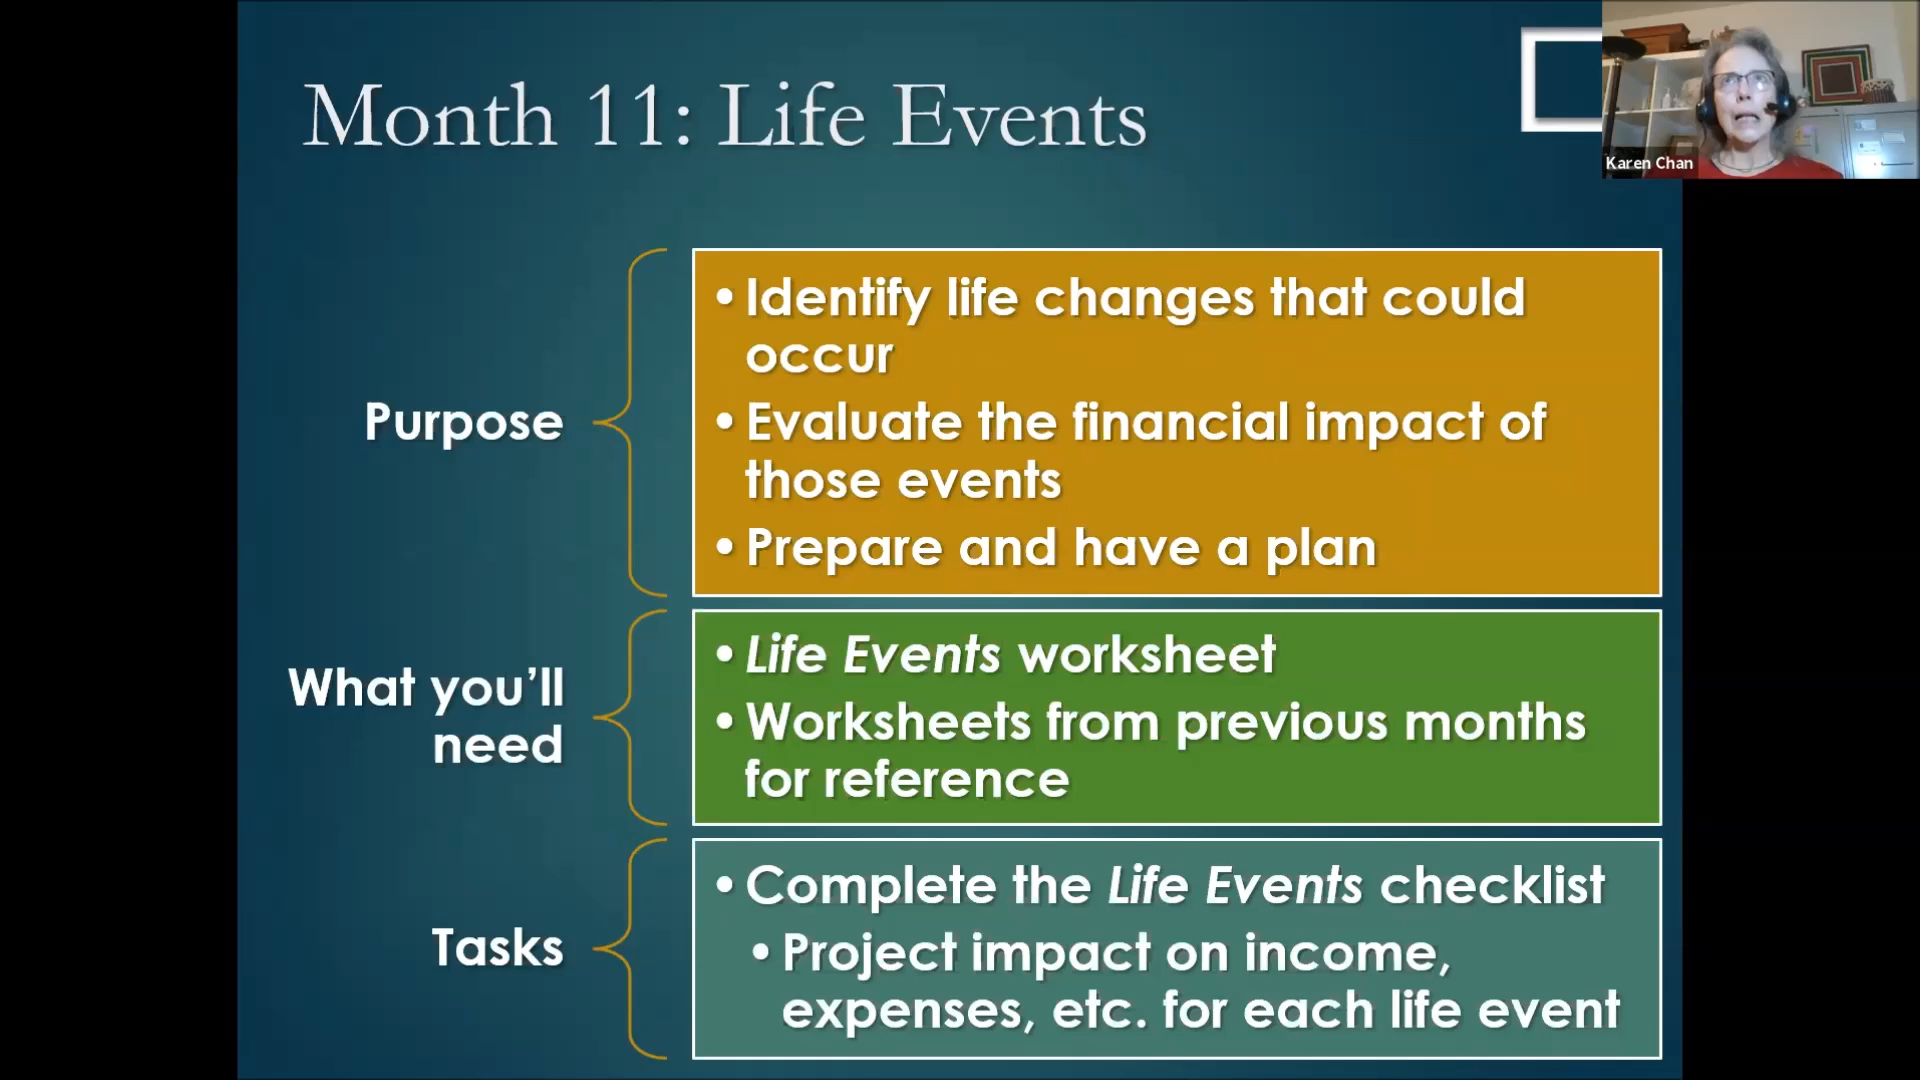 Month 11: Life Events
Karen Chan
Purpose
• Identify life changes that could
occur
• Evaluate the financial impact of
those events
• Prepare and have a plan
What you’ll
need
• Life Events worksheet
• Worksheets from previous months
for reference
Tasks
• Complete the Life Events checklist
• Project impact on income,
expenses, etc. for each life event